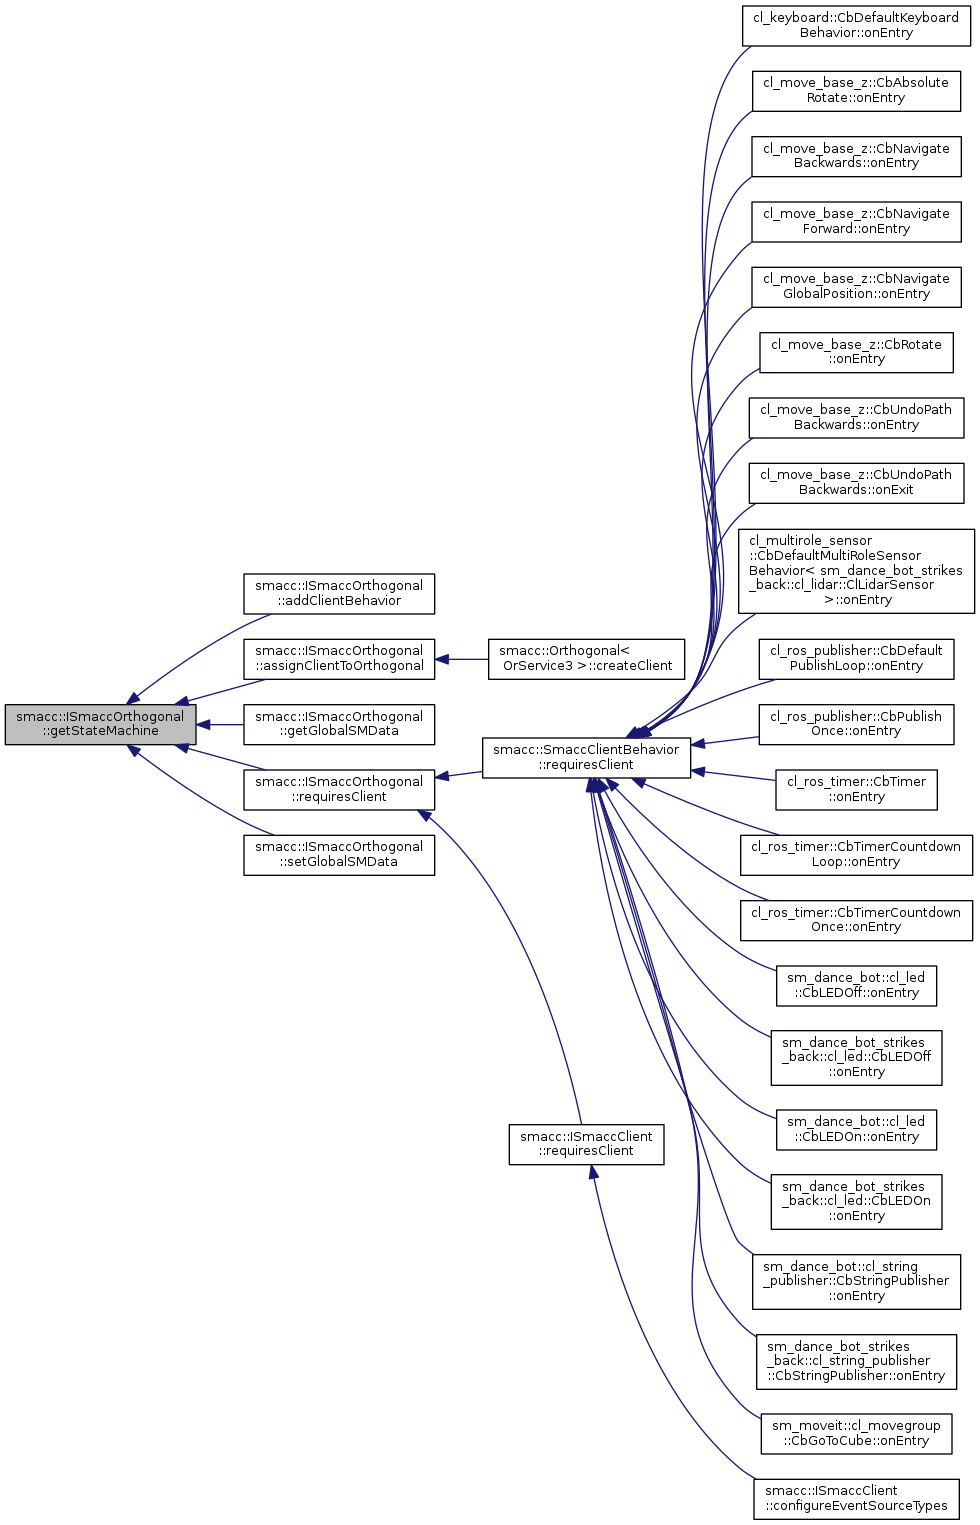 smacc::ISmaccOrthogonal
::getStateMachine
smacc::ISmaccOrthogonal
::addClientBehavior
smacc::ISmaccOrthogonal
::assignClientToOrthogonal
smacc::ISmaccOrthogonal
::getGlobalSMData
smacc::ISmaccOrthogonal
::requiresClient
smacc::ISmaccOrthogonal
::setGlobalSMData
smacc::Orthogonal<
OrService3 >::createClient
smacc::SmaccClientBehavior
::requiresClient
smacc::ISmaccClient
::requiresClient
cl_keyboard::CbDefaultKeyboard
Behavior::onEntry
cl_move_base_z::CbAbsolute
Rotate::onEntry
cl_move_base_z::CbNavigate
Backwards::onEntry
cl_move_base_z::CbNavigate
Forward::onEntry
cl_move_base_z::CbNavigate
GlobalPosition::onEntry
cl_move_base_z::CbRotate
::onEntry
cl_move_base_z::CbUndoPath
Backwards::onEntry
cl_move_base_z::CbUndoPath
Backwards::onExit
cl_multirole_sensor
::CbDefaultMultiRoleSensor
Behavior< sm_dance_bot_strikes
_back::cl_lidar::ClLidarSensor
>::onEntry
cl_ros_publisher::CbDefault
PublishLoop::onEntry
cl_ros_publisher::CbPublish
Once::onEntry
cl_ros_timer::CbTimer
::onEntry
cl_ros_timer::CbTimerCountdown
Loop::onEntry
cl_ros_timer::CbTimerCountdown
Once::onEntry
sm_dance_bot::cl_led
::CbLEDOff::onEntry
sm_dance_bot_strikes
_back::cl_led::CbLEDOff
::onEntry
sm_dance_bot::cl_led
::CbLEDOn::onEntry
sm_dance_bot_strikes
_back::cl_led::CbLEDOn
::onEntry
sm_dance_bot::cl_string
_publisher::CbStringPublisher
::onEntry
sm_dance_bot_strikes
_back::cl_string_publisher
::CbStringPublisher::onEntry
sm_moveit::cl_movegroup
::CbGoToCube::onEntry
smacc::ISmaccClient
::configureEventSourceTypes